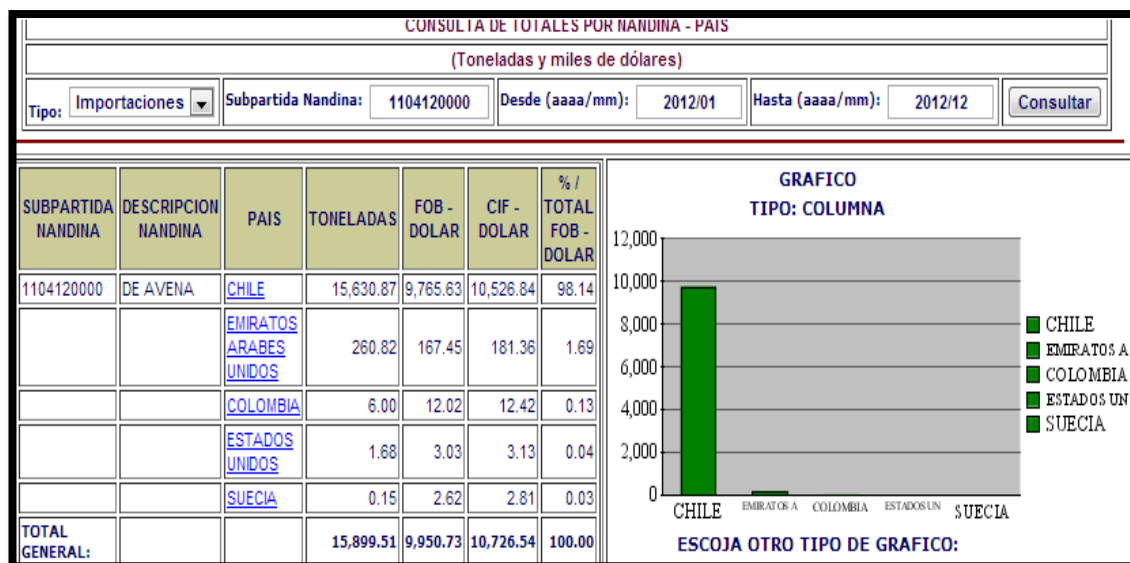 CONSULTA DE TOTALES POR NANDINA - PAIS
(Toneladas y miles de dólares)
Tipo: Importaciones Subpartida Nandina: 1104120000 Desde (aaaa/mm): 2012/01 Hasta (aaaa/mm): 2012/12 Consultar
SUBPARTIDA NANDINA DESCRIPCION NANDINA PAIS TONELADAS FOB - DOLAR CIF - DOLAR % / TOTAL FOB - DOLAR
1104120000 DE AVENA CHILE 15,630.87 9,765.63 10,526.84 98.14
EMIRATOS ARABES UNIDOS 260.82 167.45 181.36 1.69
COLOMBIA 6.00 12.02 12.42 0.13
ESTADOS UNIDOS 1.68 3.03 3.13 0.04
SUECIA 0.15 2.62 2.81 0.03
TOTAL GENERAL: 15,899.51 9,950.73 10,726.54 100.00
GRAFICO
TIPO: COLUMNA
12,000
10,000
8,000
6,000
4,000
2,000
0
CHILE EMIRATOS A COLOMBIA ESTADOS UN SUECIA
CHILE
EMIRATOS A
COLOMBIA
ESTADOS UN
SUECIA
ESCOJA OTRO TIPO DE GRAFICO: